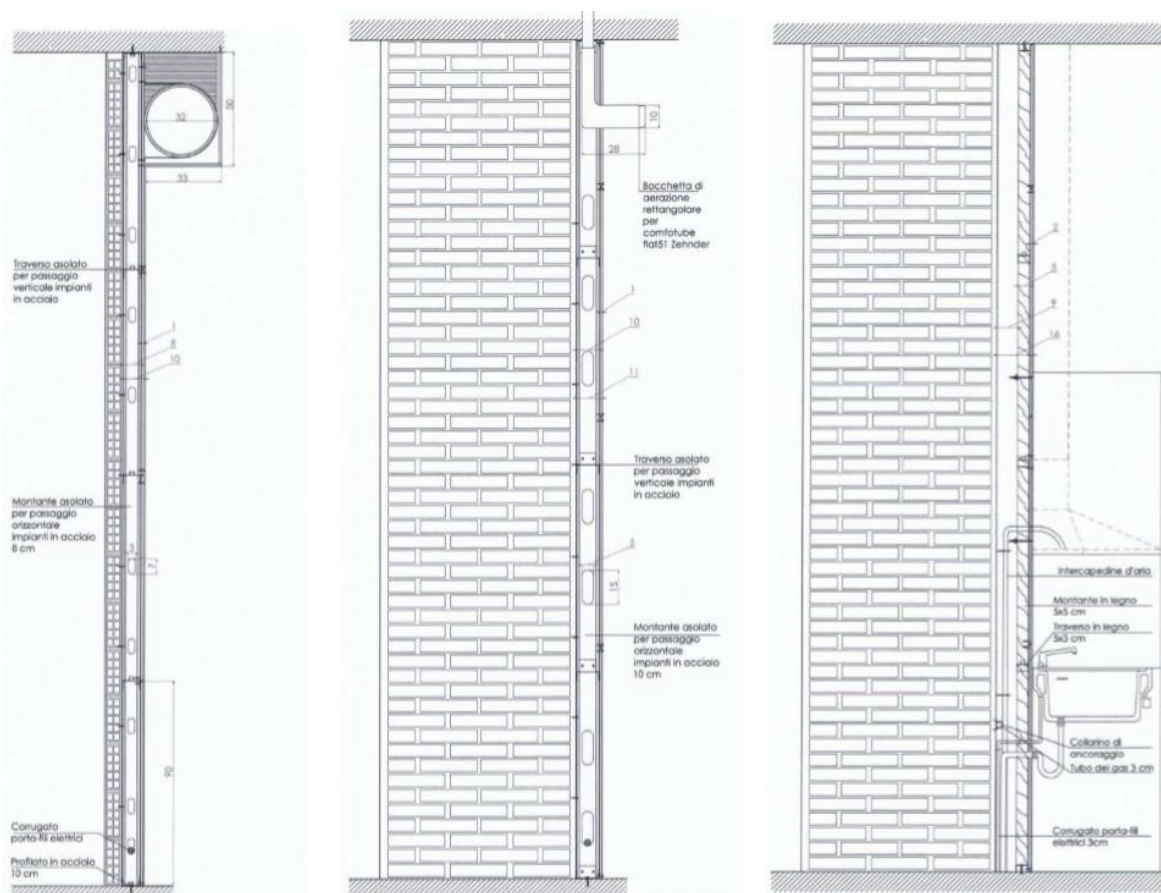 32
50
33
Traverso asolato
per passaggio
verticale impianti
in acciaio
1
8
10
Montante asolato
per passaggio
orizzontale
impianti in acciaio
8 cm
3
7
90
Corrugato
porta-fili elettrici
Profilato in acciaio
10 cm
10
28
Bocchetta di
aerazione
rettangolare
per
comfotube
flat51 Zehnder
1
10
11
Traverso asolato
per passaggio
verticale impianti
in acciaio
5
15
Montante asolato
per passaggio
orizzontale
impianti in acciaio
10 cm
2
6
9
16
Intercapedine d'aria
Montante in legno
5x5 cm
Traverso in legno
5x3 cm
Collarino di
ancoraggio
Tubo del gas 3 cm
Corrugato porta-fili
elettrici 3cm